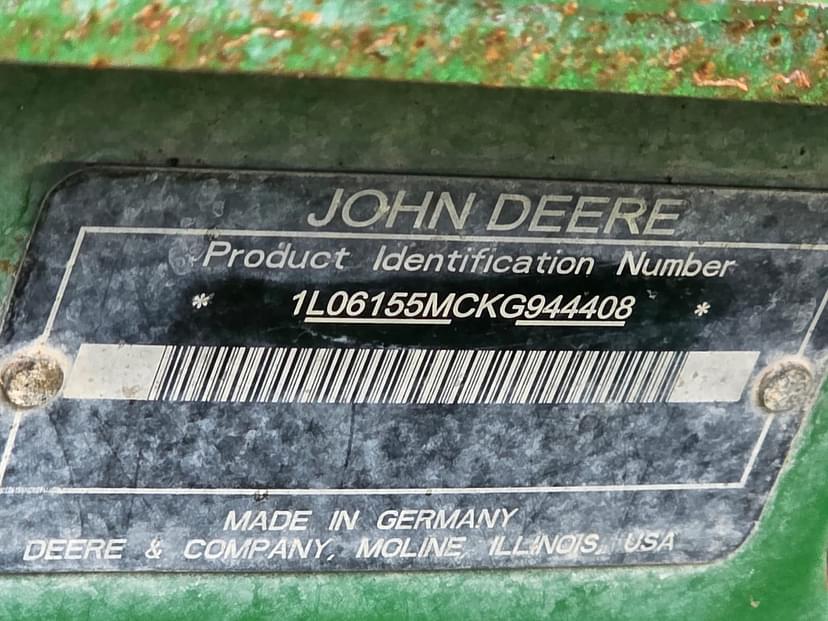 JOHN DEERE
Product Identification Number
* 1L06155MCKG944408 *
MADE IN GERMANY
DEERE & COMPANY, MOLINE, ILLINOIS, USA